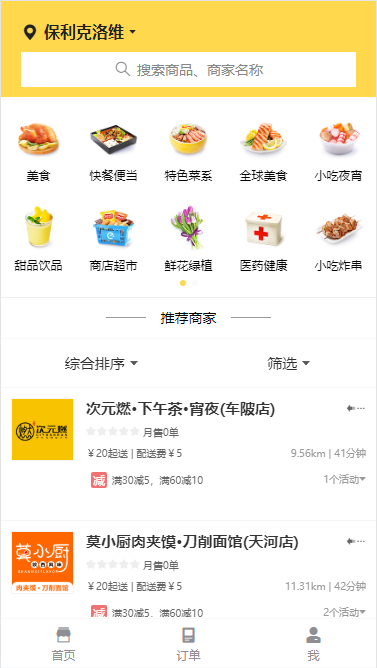 保利克洛维
搜索商品、商家名称
美食 快餐便当 特色菜系 全球美食 小吃夜宵
甜品饮品 商店超市 鲜花绿植 医药健康 小吃炸串
推荐商家
综合排序 筛选
次元燃
次元燃•下午茶•宵夜(车陂店)
月售0单
¥20起送 | 配送费¥5 9.56km | 41分钟
减 满30减5，满60减10 1个活动
莫小厨
肉夹馍•刀削面
莫小厨肉夹馍•刀削面馆(天河店)
月售0单
¥20起送 | 配送费¥5 11.31km | 42分钟
减 满30减5，满60减10 2个活动
首页 订单 我